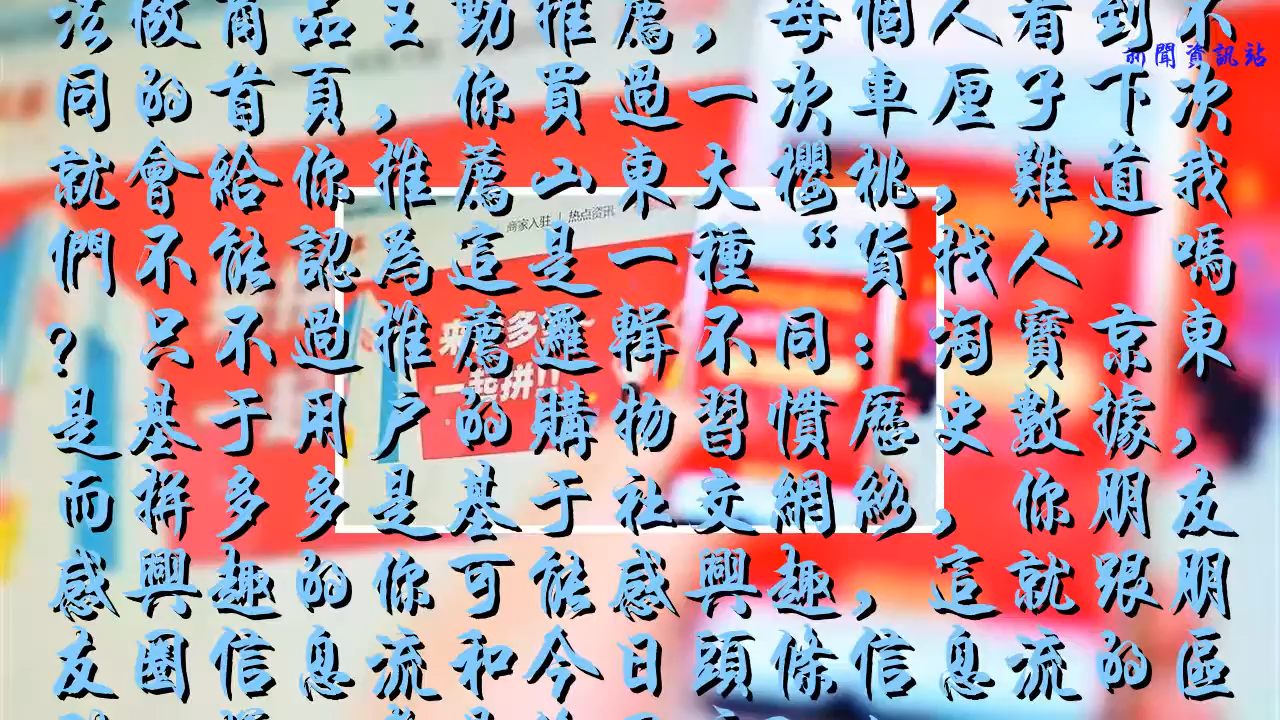 法做商品主動推薦，每個人看到不
新聞資訊站
同的首頁，你買過一次車厘子下次
就會給你推薦山東大櫻桃，難道我
商家入驻 | 热点资讯
們不能認為這是一種“貨找人”嗎
？只不過推薦邏輯不同：淘寶京東
多
一起拼!!
是基于用户的購物習慣歷史數據，
而拼多多是基于社交網絡，你朋友
感興趣的你可能感興趣，這就跟朋
友圈信息流和今日頭條信息流的區